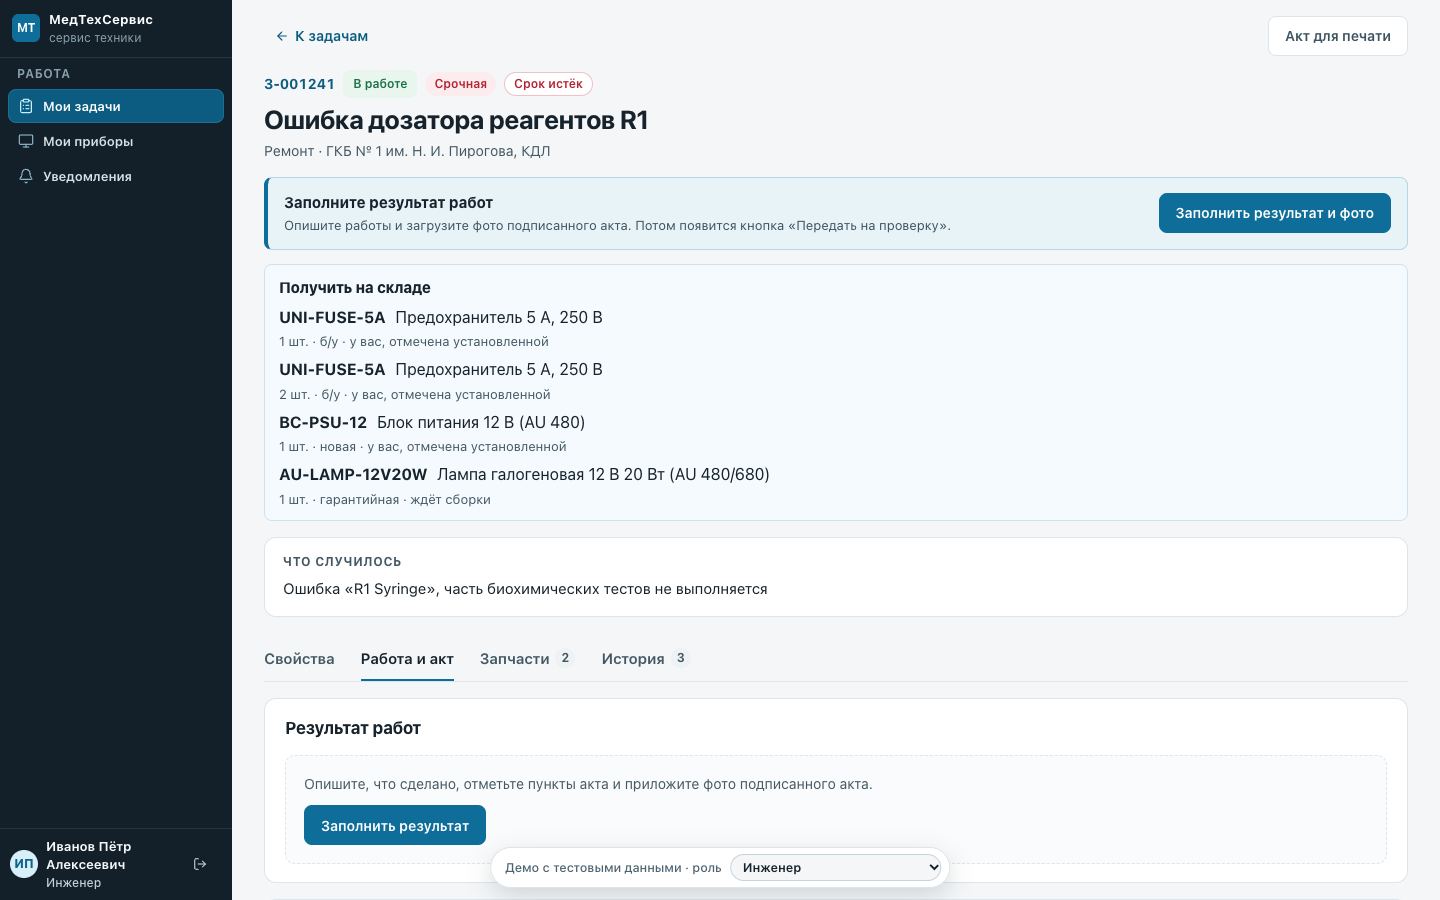 МТ
МедТехСервис
сервис техники
РАБОТА
Мои задачи
Мои приборы
Уведомления
ИП
Иванов Пётр
Алексеевич
Инженер
К задачам
Акт для печати
З-001241 В работе Срочная Срок истёк
Ошибка дозатора реагентов R1
Ремонт · ГКБ № 1 им. Н. И. Пирогова, КДЛ
Заполните результат работ
Опишите работы и загрузите фото подписанного акта. Потом появится кнопка «Передать на проверку».
Заполнить результат и фото
Получить на складе
UNI-FUSE-5A Предохранитель 5 А, 250 В
1 шт. · б/у · у вас, отмечена установленной
UNI-FUSE-5A Предохранитель 5 А, 250 В
2 шт. · б/у · у вас, отмечена установленной
BC-PSU-12 Блок питания 12 В (AU 480)
1 шт. · новая · у вас, отмечена установленной
AU-LAMP-12V20W Лампа галогеновая 12 В 20 Вт (AU 480/680)
1 шт. · гарантийная · ждёт сборки
ЧТО СЛУЧИЛОСЬ
Ошибка «R1 Syringe», часть биохимических тестов не выполняется
Свойства Работа и акт Запчасти 2 История 3
Результат работ
Опишите, что сделано, отметьте пункты акта и приложите фото подписанного акта.
Заполнить результат
Демо с тестовыми данными · роль Инженер